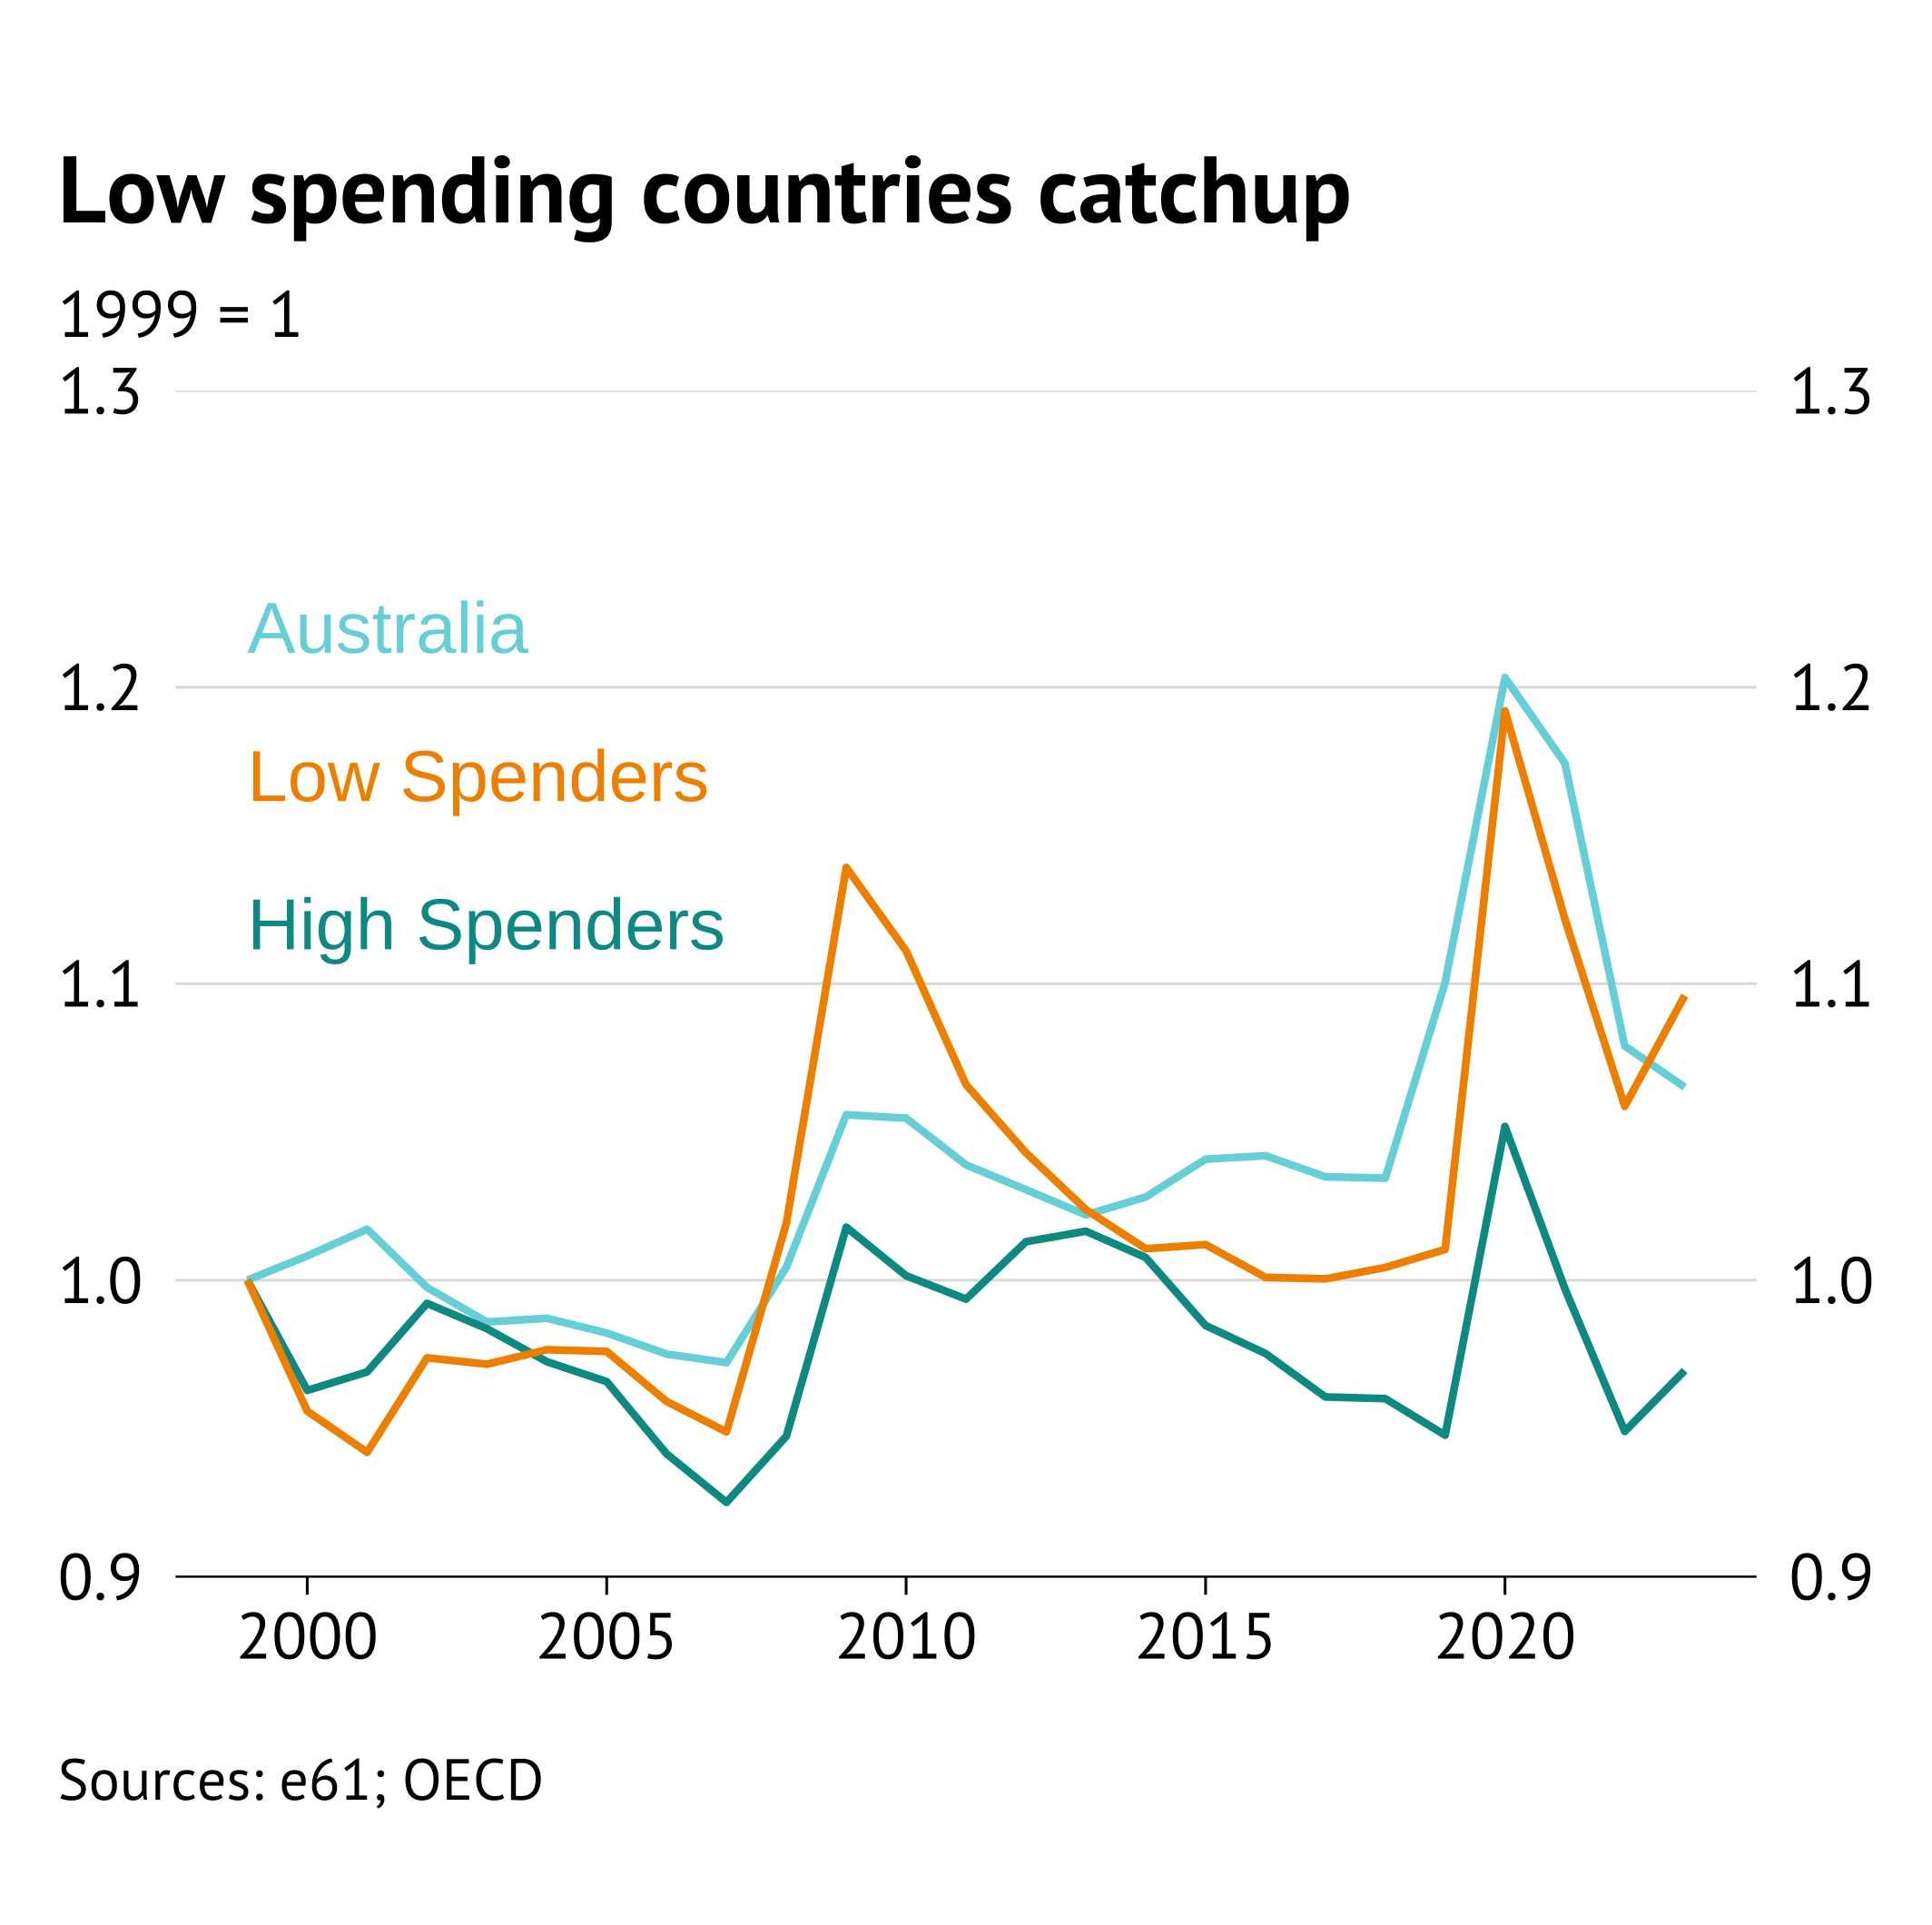 Low spending countries catchup
1999 = 1
1.3 1.3
Australia
1.2 1.2
Low Spenders
High Spenders
1.1 1.1
1.0 1.0
0.9 0.9
2000 2005 2010 2015 2020
Sources: e61; OECD